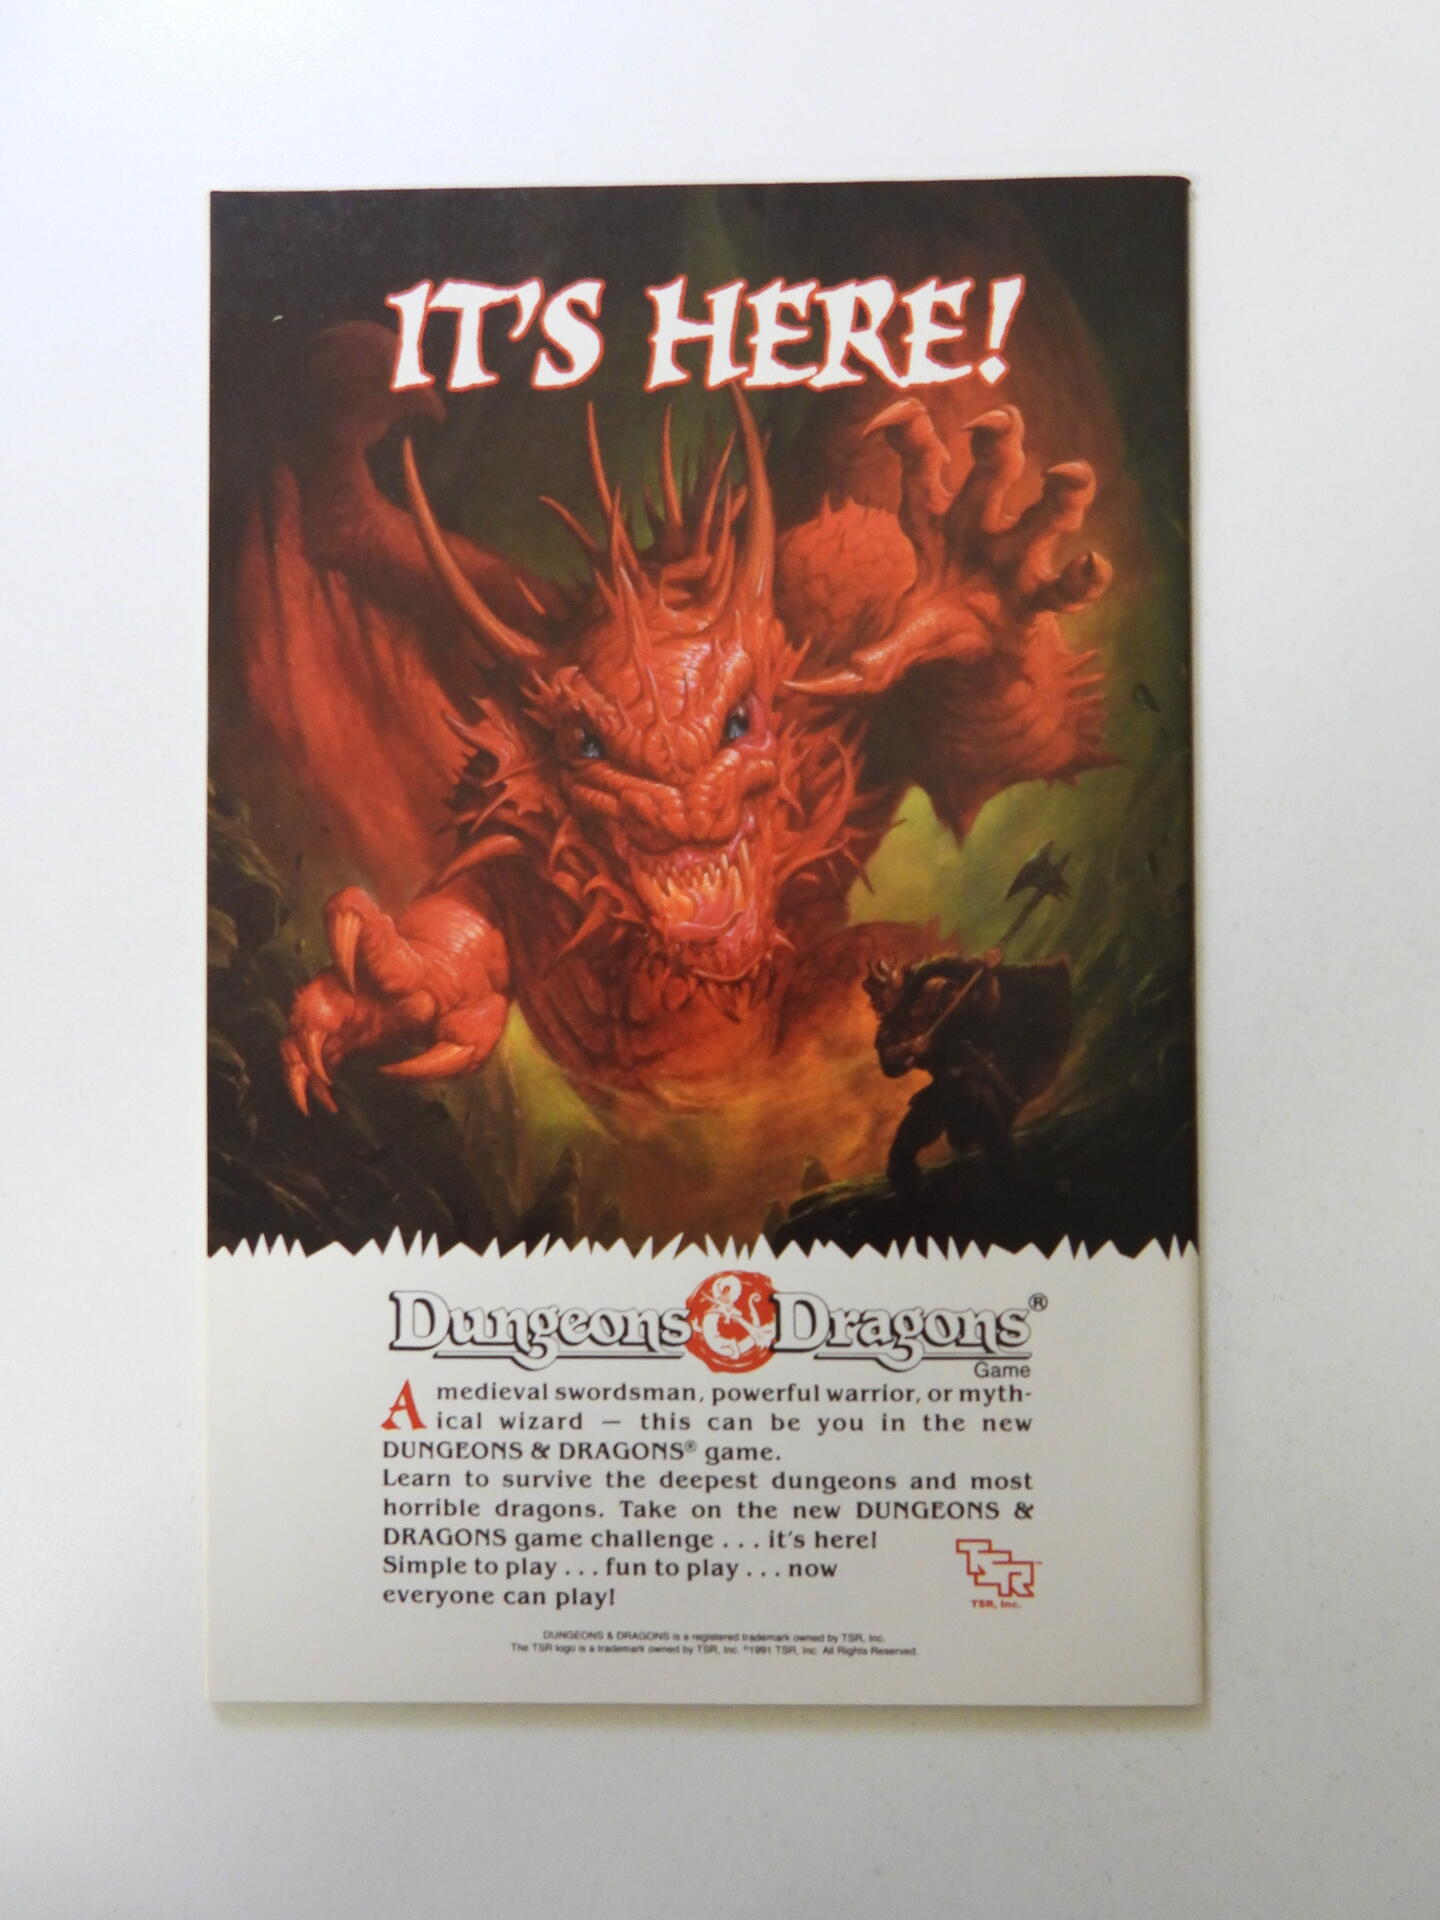 IT'S HERE!
Dungeons & Dragons®
Game
A medieval swordsman, powerful warrior, or myth-
ical wizard — this can be you in the new
DUNGEONS & DRAGONS® game.
Learn to survive the deepest dungeons and most
horrible dragons. Take on the new DUNGEONS &
DRAGONS game challenge . . . it's here!
Simple to play . . . fun to play . . . now
everyone can play!
TSR™
TSR, Inc.
DUNGEONS & DRAGONS is a registered trademark owned by TSR, Inc.
The TSR logo is a trademark owned by TSR, Inc. ©1991 TSR, Inc. All Rights Reserved.